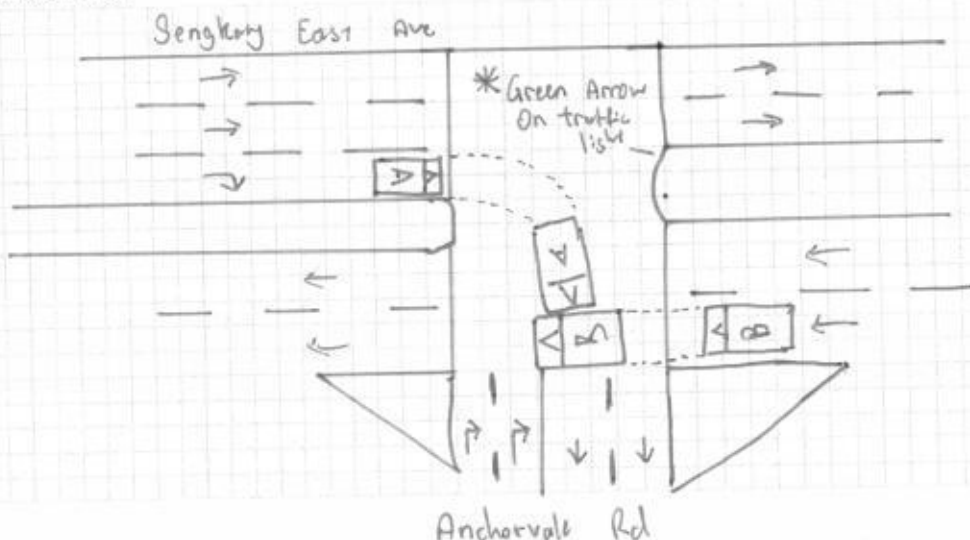 Sengkang East Ave
* Green Arrow
On traffic
light
A
A
B
B
Anchorvale Rd